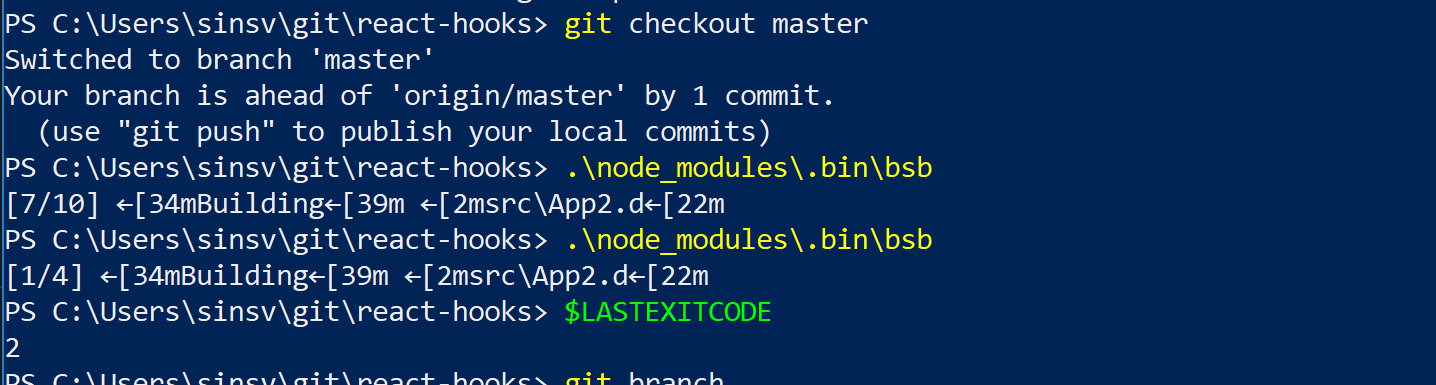 PS C:\Users\sinsv\git\react-hooks> git checkout master
Switched to branch 'master'
Your branch is ahead of 'origin/master' by 1 commit.
  (use "git push" to publish your local commits)
PS C:\Users\sinsv\git\react-hooks> .\node_modules\.bin\bsb
[7/10] ←[34mBuilding←[39m ←[2msrc\App2.d←[22m
PS C:\Users\sinsv\git\react-hooks> .\node_modules\.bin\bsb
[1/4] ←[34mBuilding←[39m ←[2msrc\App2.d←[22m
PS C:\Users\sinsv\git\react-hooks> $LASTEXITCODE
2
PS C:\Users\sinsv\git\react-hooks> git branch